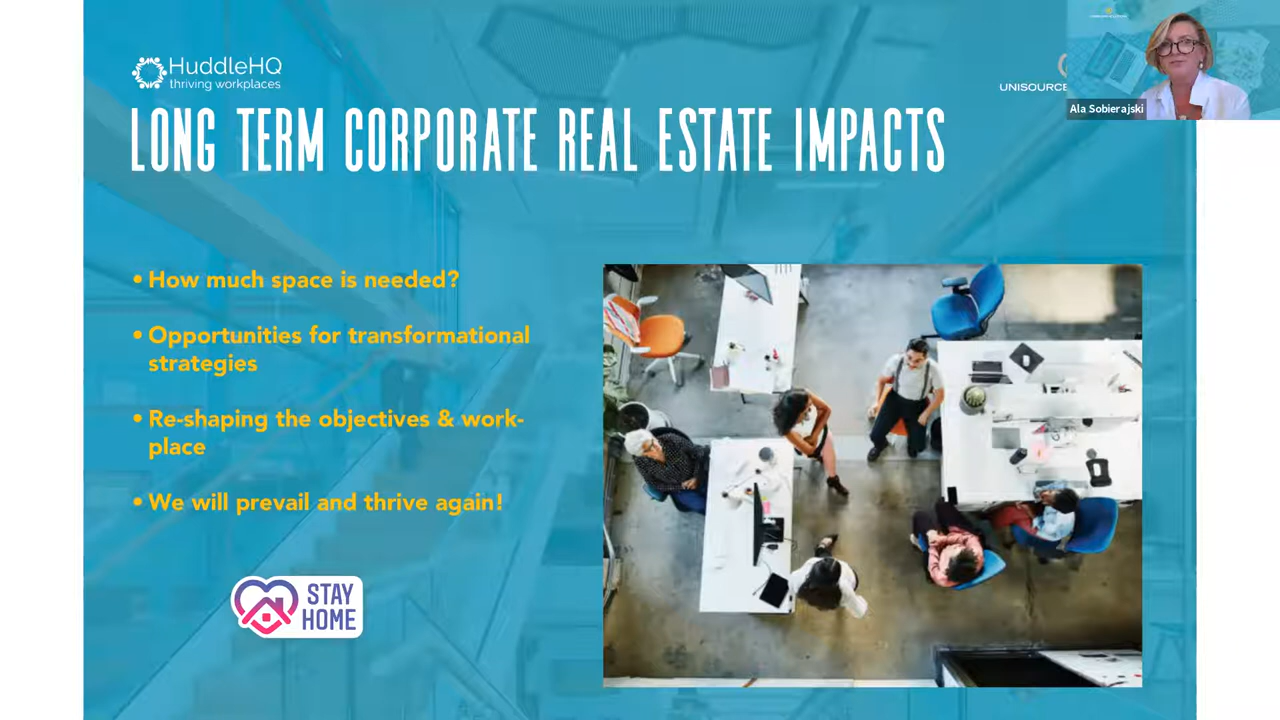 HuddleHQ
thriving workplaces
UNISOURCE
Ala Sobierajski
LONG TERM CORPORATE REAL ESTATE IMPACTS
• How much space is needed?
• Opportunities for transformational
strategies
• Re-shaping the objectives & work-
place
• We will prevail and thrive again!
STAY
HOME